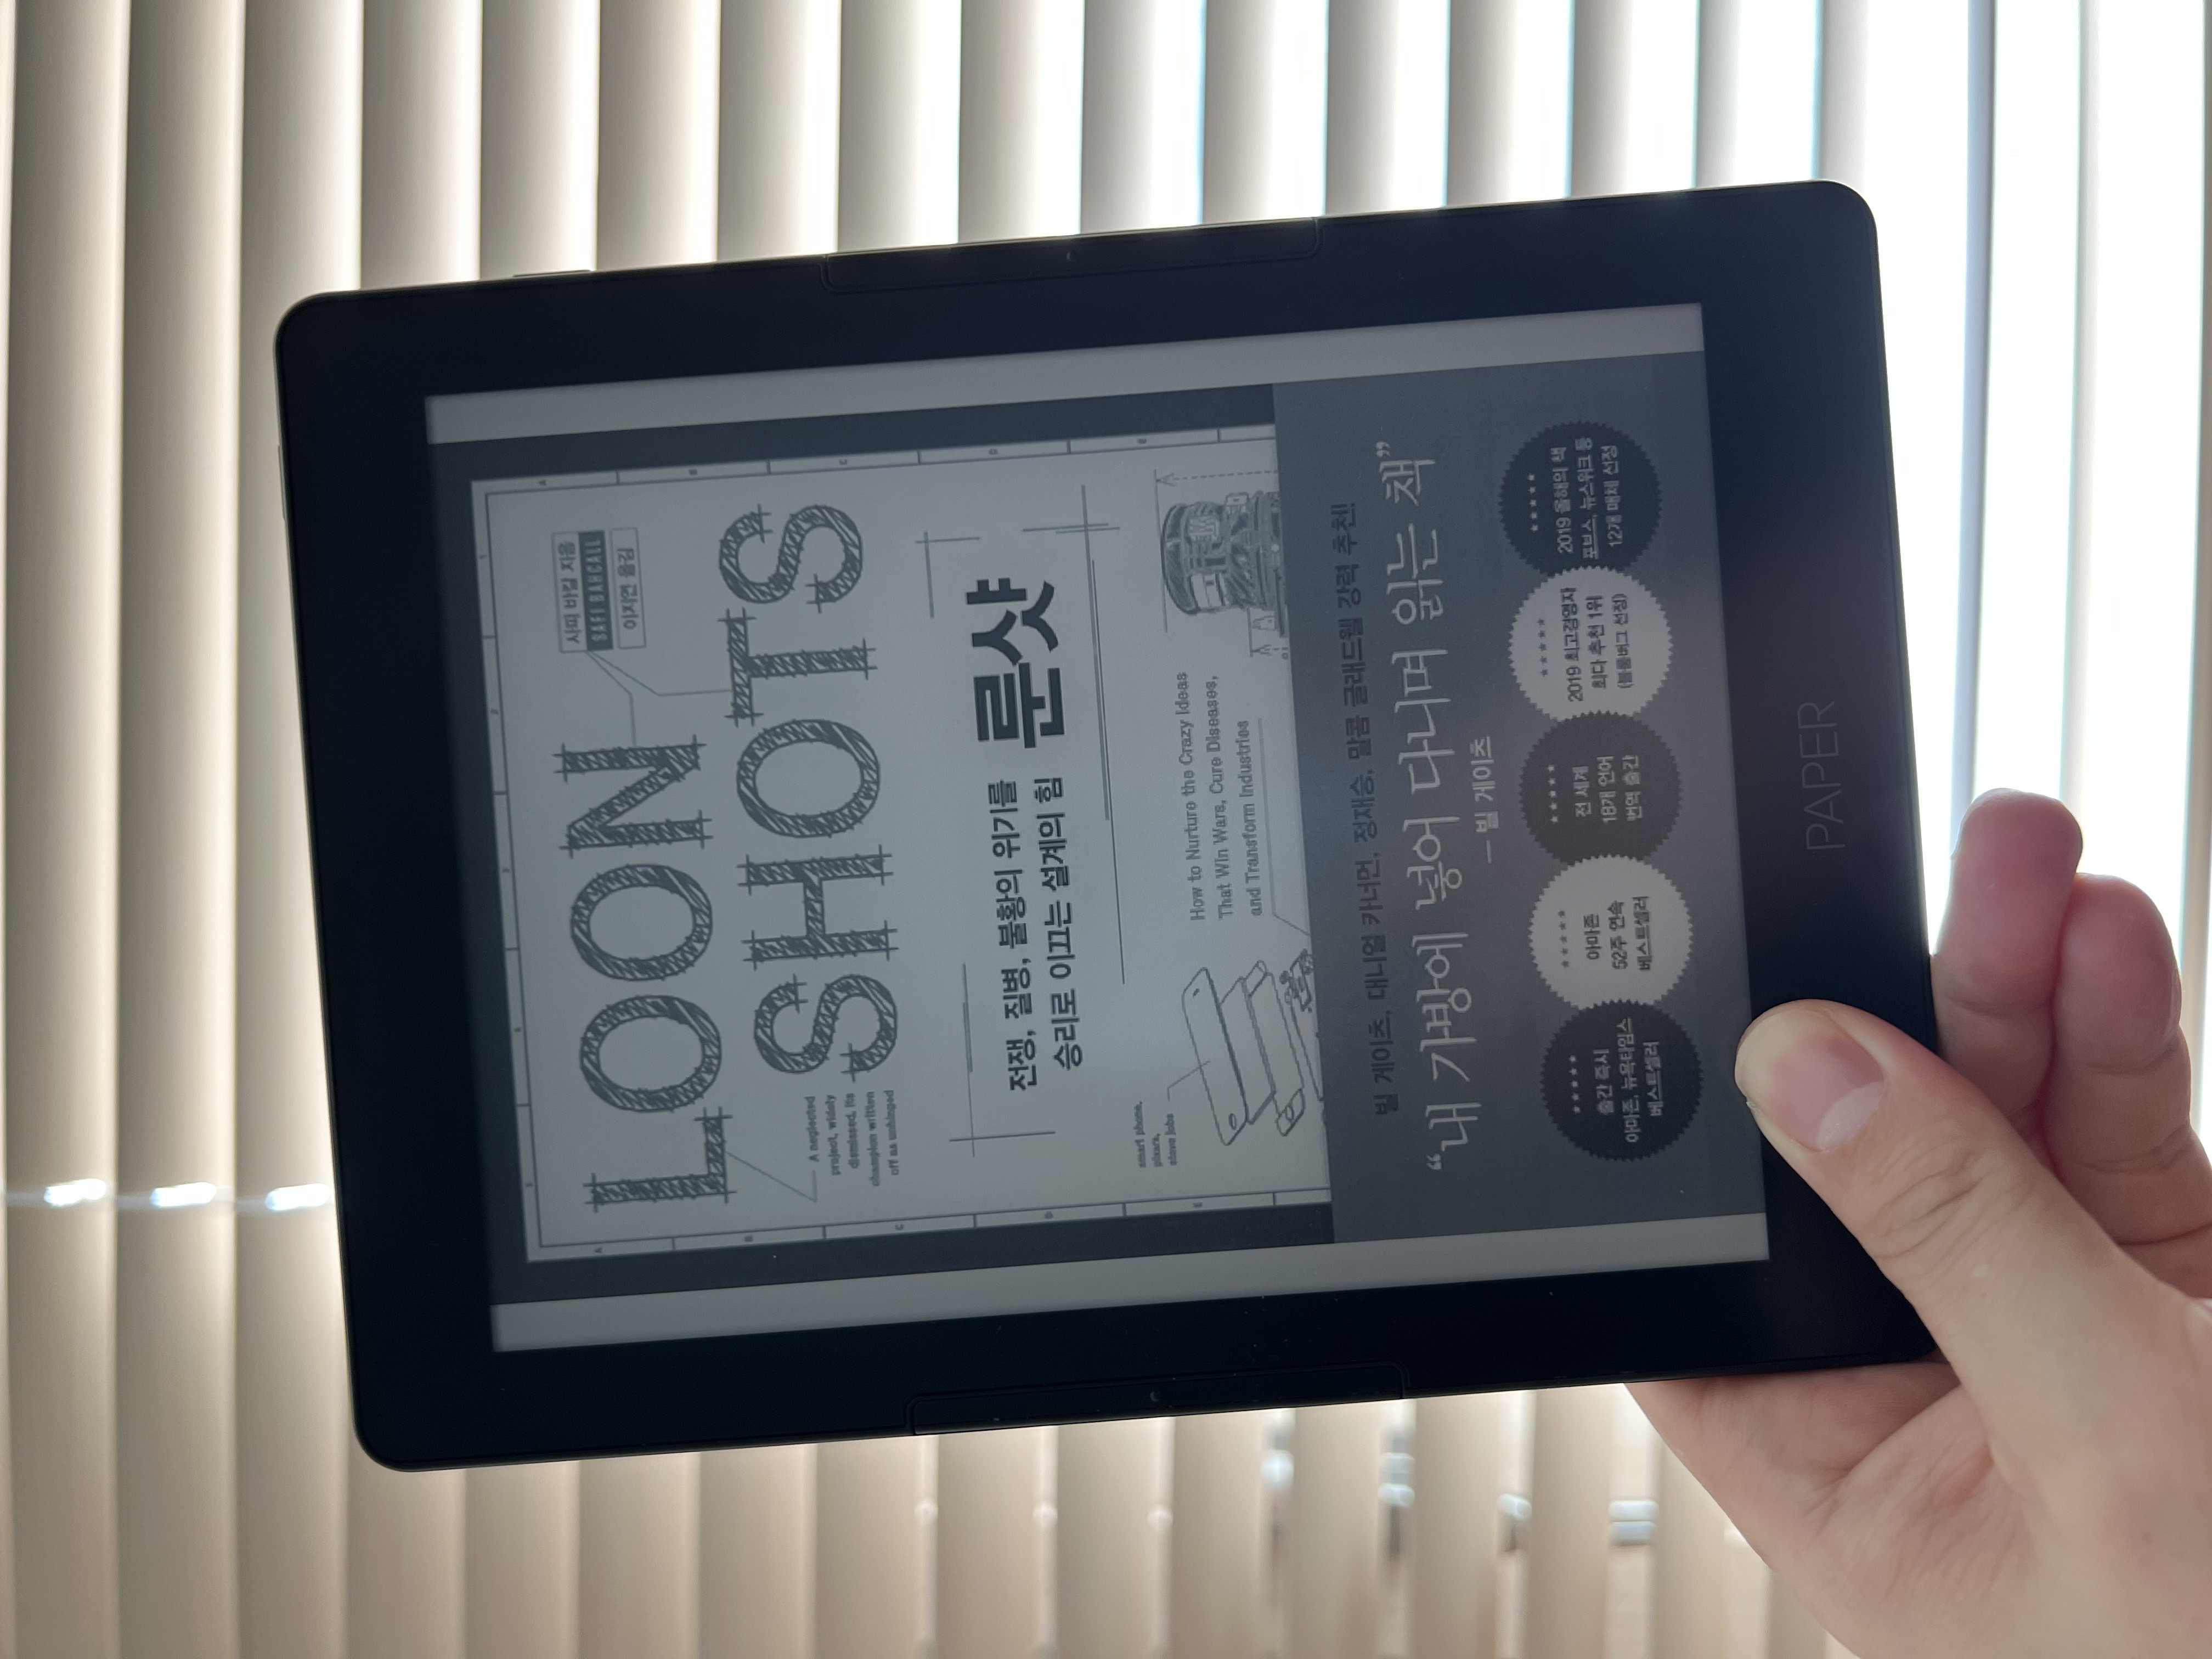 LOON
SHOTS
사피 바칼 지음
SAFI BAHCALL
이지연 옮김
A neglected
project, widely
dismissed, its
champion written
off as unhinged
전쟁, 질병, 불황의 위기를
승리로 이끄는 설계의 힘
룬샷
smart phone,
pixars,
steve jobs
How to Nurture the Crazy Ideas
That Win Wars, Cure Diseases,
and Transform Industries
빌 게이츠, 대니얼 카너먼, 정재승, 말콤 글래드웰 강력 추천!
“내 가방에 넣어 다니며 읽는 책”
— 빌 게이츠
★★★★★
출간 즉시
아마존, 뉴욕타임스
베스트셀러
★★★★★
아마존
52주 연속
베스트셀러
★★★★★
전 세계
18개 언어
번역 출간
★★★★★
2019 최고경영자
최다 추천 1위
(블룸버그 선정)
★★★★★
2019 올해의 책
포브스, 뉴스위크 등
12개 매체 선정
PAPER